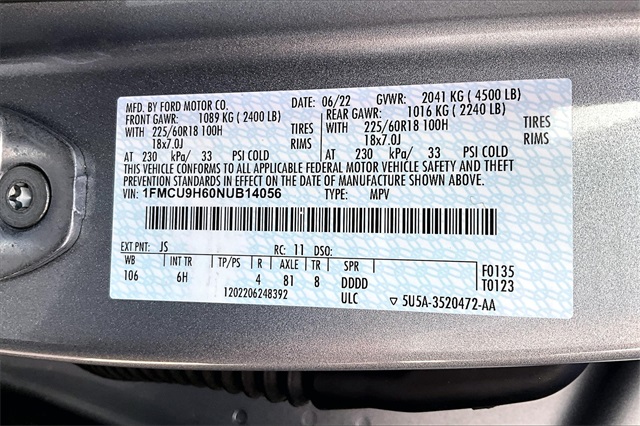 MFD. BY FORD MOTOR CO. DATE: 06/22 GVWR: 2041 KG ( 4500 LB)
FRONT GAWR: 1089 KG ( 2400 LB) REAR GAWR: 1016 KG ( 2240 LB)
WITH 225/60R18 100H TIRES WITH 225/60R18 100H TIRES
18x7.0J RIMS 18x7.0J RIMS
AT 230 kPa/ 33 PSI COLD AT 230 kPa/ 33 PSI COLD
THIS VEHICLE CONFORMS TO ALL APPLICABLE FEDERAL MOTOR VEHICLE SAFETY AND THEFT
PREVENTION STANDARDS IN EFFECT ON THE DATE OF MANUFACTURE SHOWN ABOVE.
VIN: 1FMCU9H60NUB14056 TYPE: MPV
EXT PNT: JS RC: 11 DSO: F0135
WB INT TR TP/PS R AXLE TR SPR T0123
106 6H 4 81 8 DDDD
1202206248392 ULC ▽ 5U5A-3520472-AA